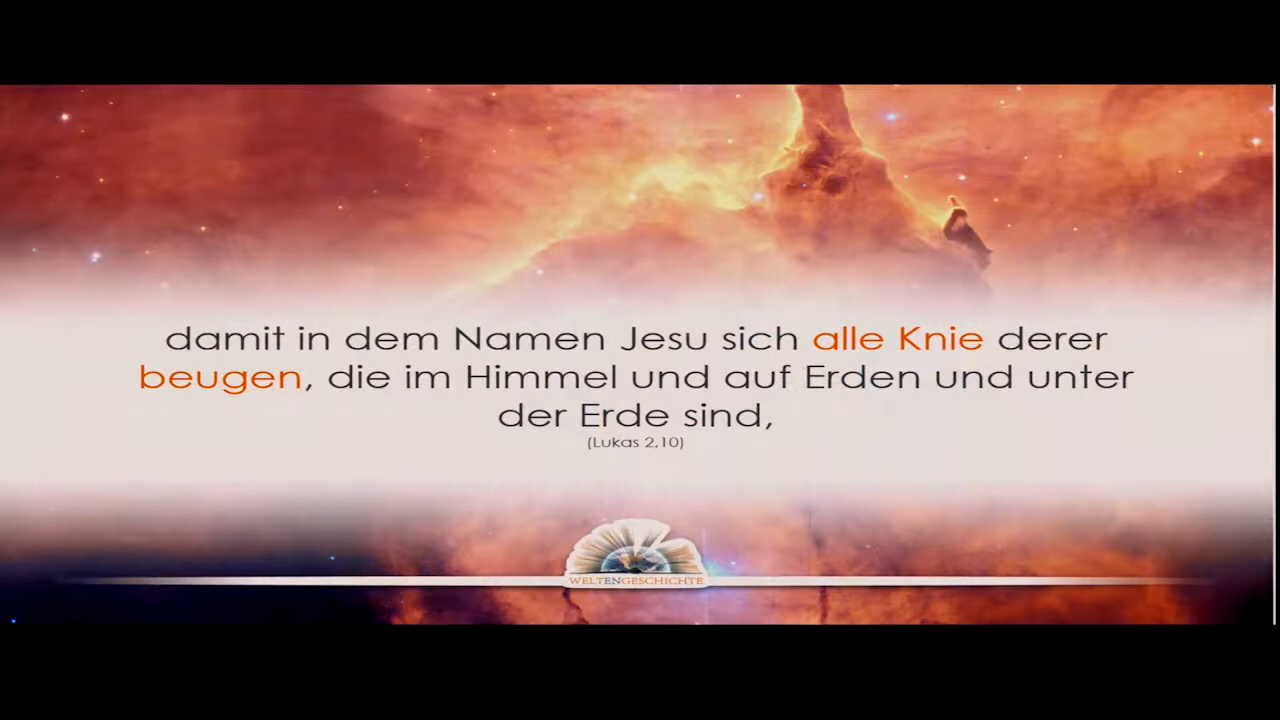 damit in dem Namen Jesu sich alle Knie derer
beugen, die im Himmel und auf Erden und unter
der Erde sind,
(Lukas 2,10)
WELTENGESCHICHTE